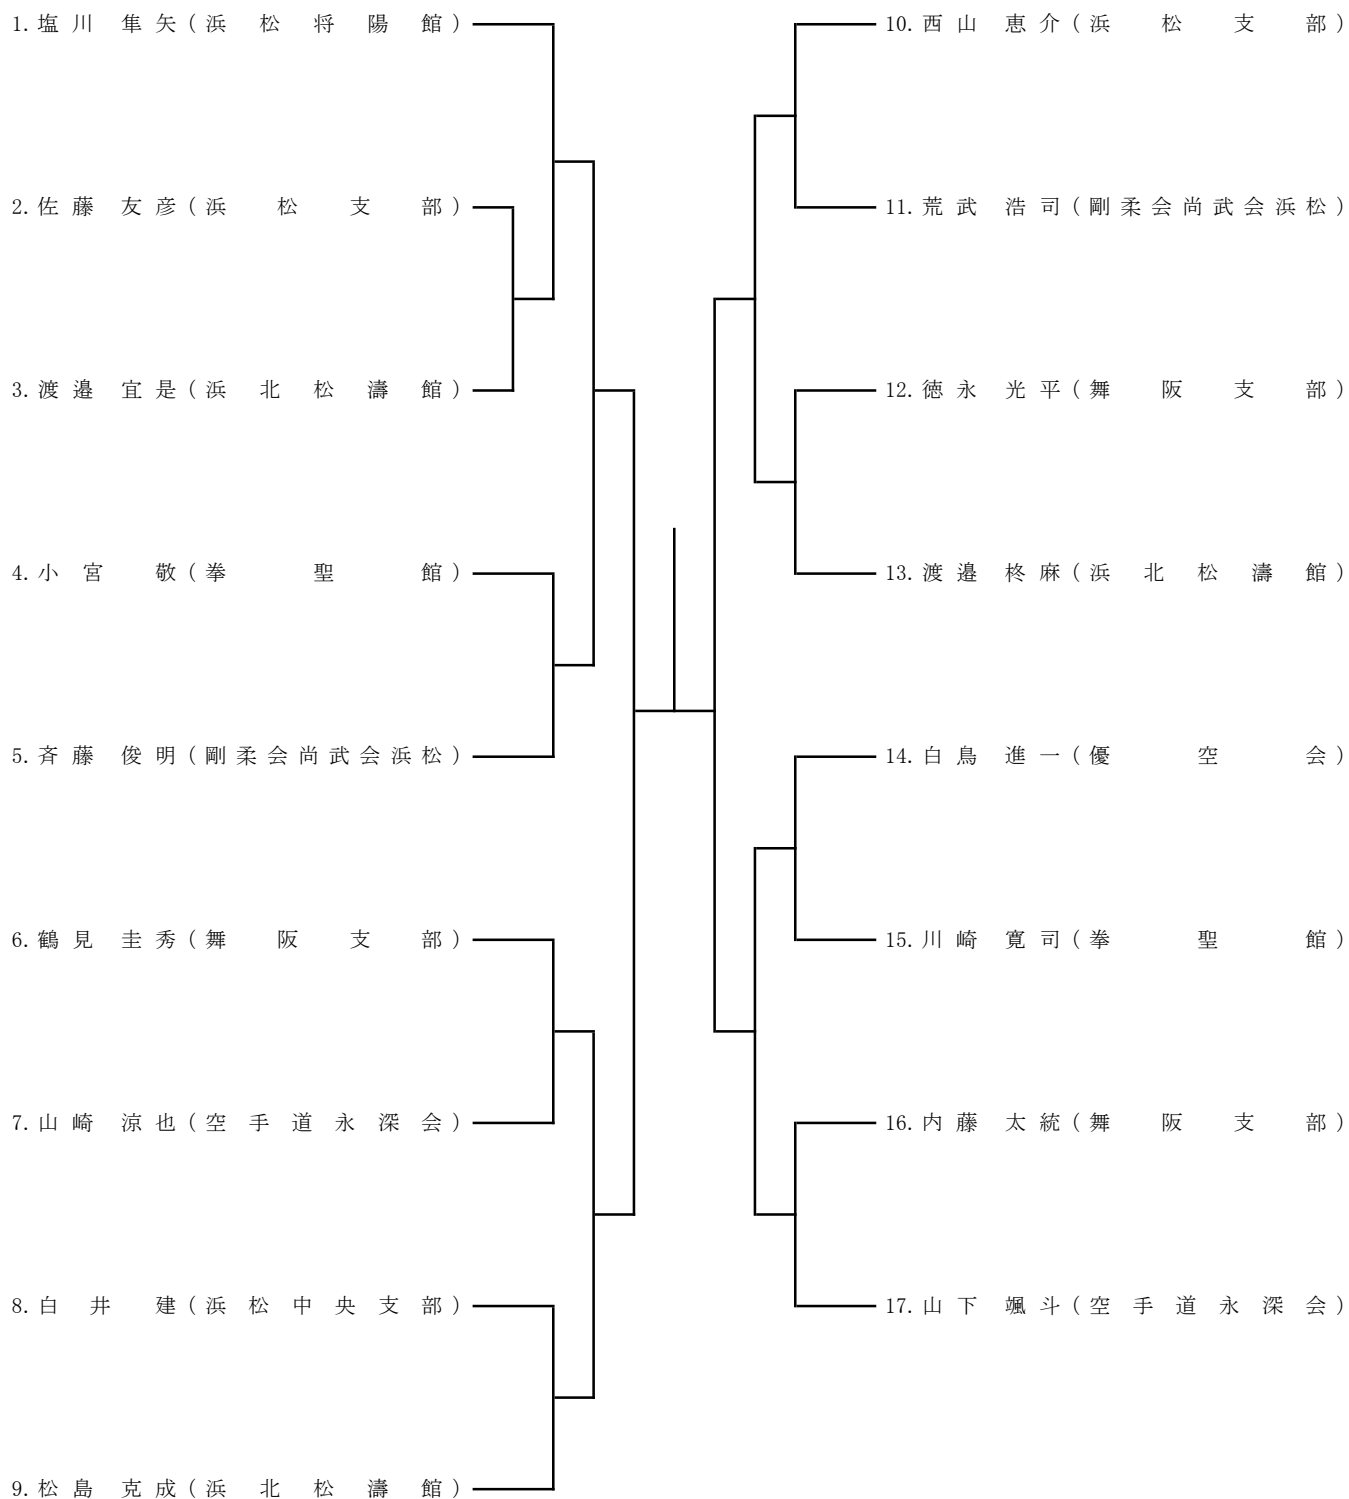 1. 塩川 隼矢(浜松将陽館)
2. 佐藤 友彦(浜松支部)
3. 渡邉 宜是(浜北松濤館)
4. 小宮 敬(拳聖館)
5. 斉藤 俊明(剛柔会尚武会浜松)
6. 鶴見 圭秀(舞阪支部)
7. 山崎 涼也(空手道永深会)
8. 白井 建(浜松中央支部)
9. 松島 克成(浜北松濤館)
10. 西山 恵介(浜松支部)
11. 荒武 浩司(剛柔会尚武会浜松)
12. 徳永 光平(舞阪支部)
13. 渡邉 柊麻(浜北松濤館)
14. 白鳥 進一(優空会)
15. 川崎 寛司(拳聖館)
16. 内藤 太統(舞阪支部)
17. 山下 颯斗(空手道永深会)